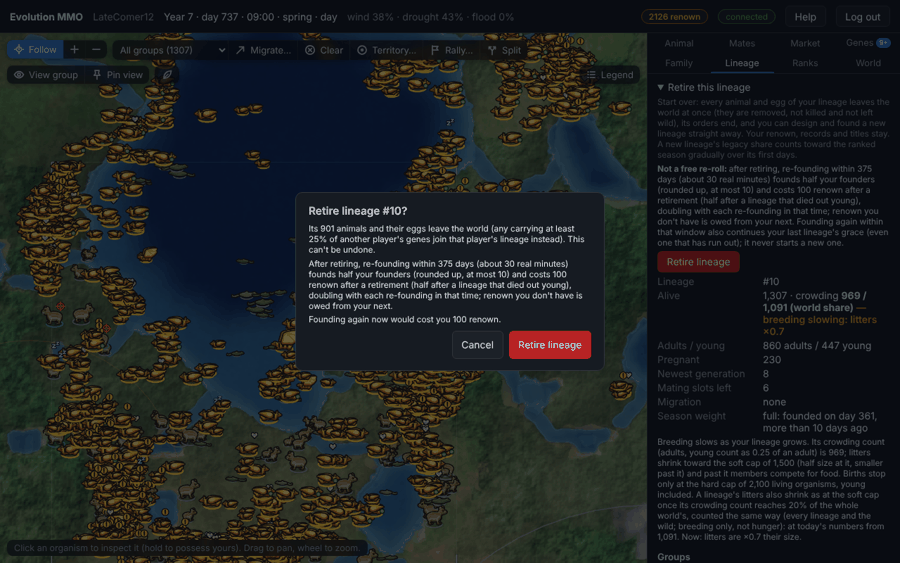 Evolution MMO LateComer12 Year 7 · day 737 · 09:00 · spring · day wind 38% · drought 43% · flood 0% 2126 renown connected Help Log out
Follow + − All groups (1307) Migrate... Clear Territory... Rally... Split
View group Pin view Legend
Animal Mates Market Genes 9+
Family Lineage Ranks World
▼ Retire this lineage
Start over: every animal and egg of your lineage leaves the
world at once (they are removed, not killed and not left
wild), its orders end, and you can design and found a new
lineage straight away. Your renown, records and titles stay.
A new lineage's legacy share counts toward the ranked
season gradually over its first days.
Not a free re-roll: after retiring, re-founding within 375
days (about 30 real minutes) founds half your founders
(rounded up, at most 10) and costs 100 renown after a
retirement (half after a lineage that died out young),
doubling with each re-founding in that time; renown you
don't have is owed from your next. Founding again within
that window also continues your last lineage's grace (even
one that has run out); it never starts a new one.
Retire lineage
Lineage #10
Alive 1,307 · crowding 969 /
1,091 (world share) —
breeding slowing: litters
×0.7
Adults / young 860 adults / 447 young
Pregnant 230
Newest generation 8
Mating slots left 6
Migration none
Season weight full: founded on day 361,
more than 10 days ago
Breeding slows as your lineage grows. Its crowding count
(adults, young count as 0.25 of an adult) is 969; litters
shrink toward the soft cap of 1,500 (half size at it, smaller
past it) and past it members compete for food. Births stop
only at the hard cap of 2,100 living organisms, young
included. A lineage's litters also shrink as at the soft cap
once its crowding count reaches 20% of the whole
world's, counted the same way (every lineage and the
wild; breeding only, not hunger): at today's numbers from
1,091. Now: litters are ×0.7 their size.
Groups
Retire lineage #10?
Its 901 animals and their eggs leave the world (any carrying at least
25% of another player's genes join that player's lineage instead). This
can't be undone.
After retiring, re-founding within 375 days (about 30 real minutes)
founds half your founders (rounded up, at most 10) and costs 100
renown after a retirement (half after a lineage that died out young),
doubling with each re-founding in that time; renown you don't have is
owed from your next.
Founding again now would cost you 100 renown.
Cancel Retire lineage
Click an organism to inspect it (hold to possess yours). Drag to pan, wheel to zoom.